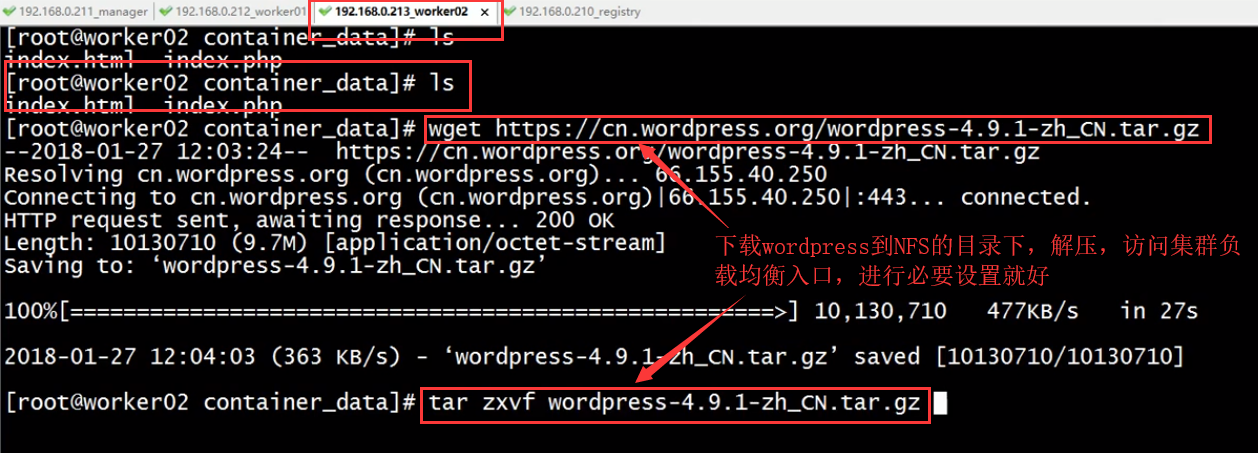 192.168.0.211_manager 192.168.0.212_worker01 192.168.0.213_worker02 × 192.168.0.210_registry
[root@worker02 container_data]# ls
index.html index.php
[root@worker02 container_data]# ls
index.html index.php
[root@worker02 container_data]# wget https://cn.wordpress.org/wordpress-4.9.1-zh_CN.tar.gz
--2018-01-27 12:03:24-- https://cn.wordpress.org/wordpress-4.9.1-zh_CN.tar.gz
Resolving cn.wordpress.org (cn.wordpress.org)... 66.155.40.250
Connecting to cn.wordpress.org (cn.wordpress.org)|66.155.40.250|:443... connected.
HTTP request sent, awaiting response... 200 OK
Length: 10130710 (9.7M) [application/octet-stream]
Saving to: ‘wordpress-4.9.1-zh_CN.tar.gz’
下载wordpress到NFS的目录下，解压，访问集群负
载均衡入口，进行必要设置就好
100%[======================================================>] 10,130,710 477KB/s in 27s
2018-01-27 12:04:03 (363 KB/s) - ‘wordpress-4.9.1-zh_CN.tar.gz’ saved [10130710/10130710]
[root@worker02 container_data]# tar zxvf wordpress-4.9.1-zh_CN.tar.gz